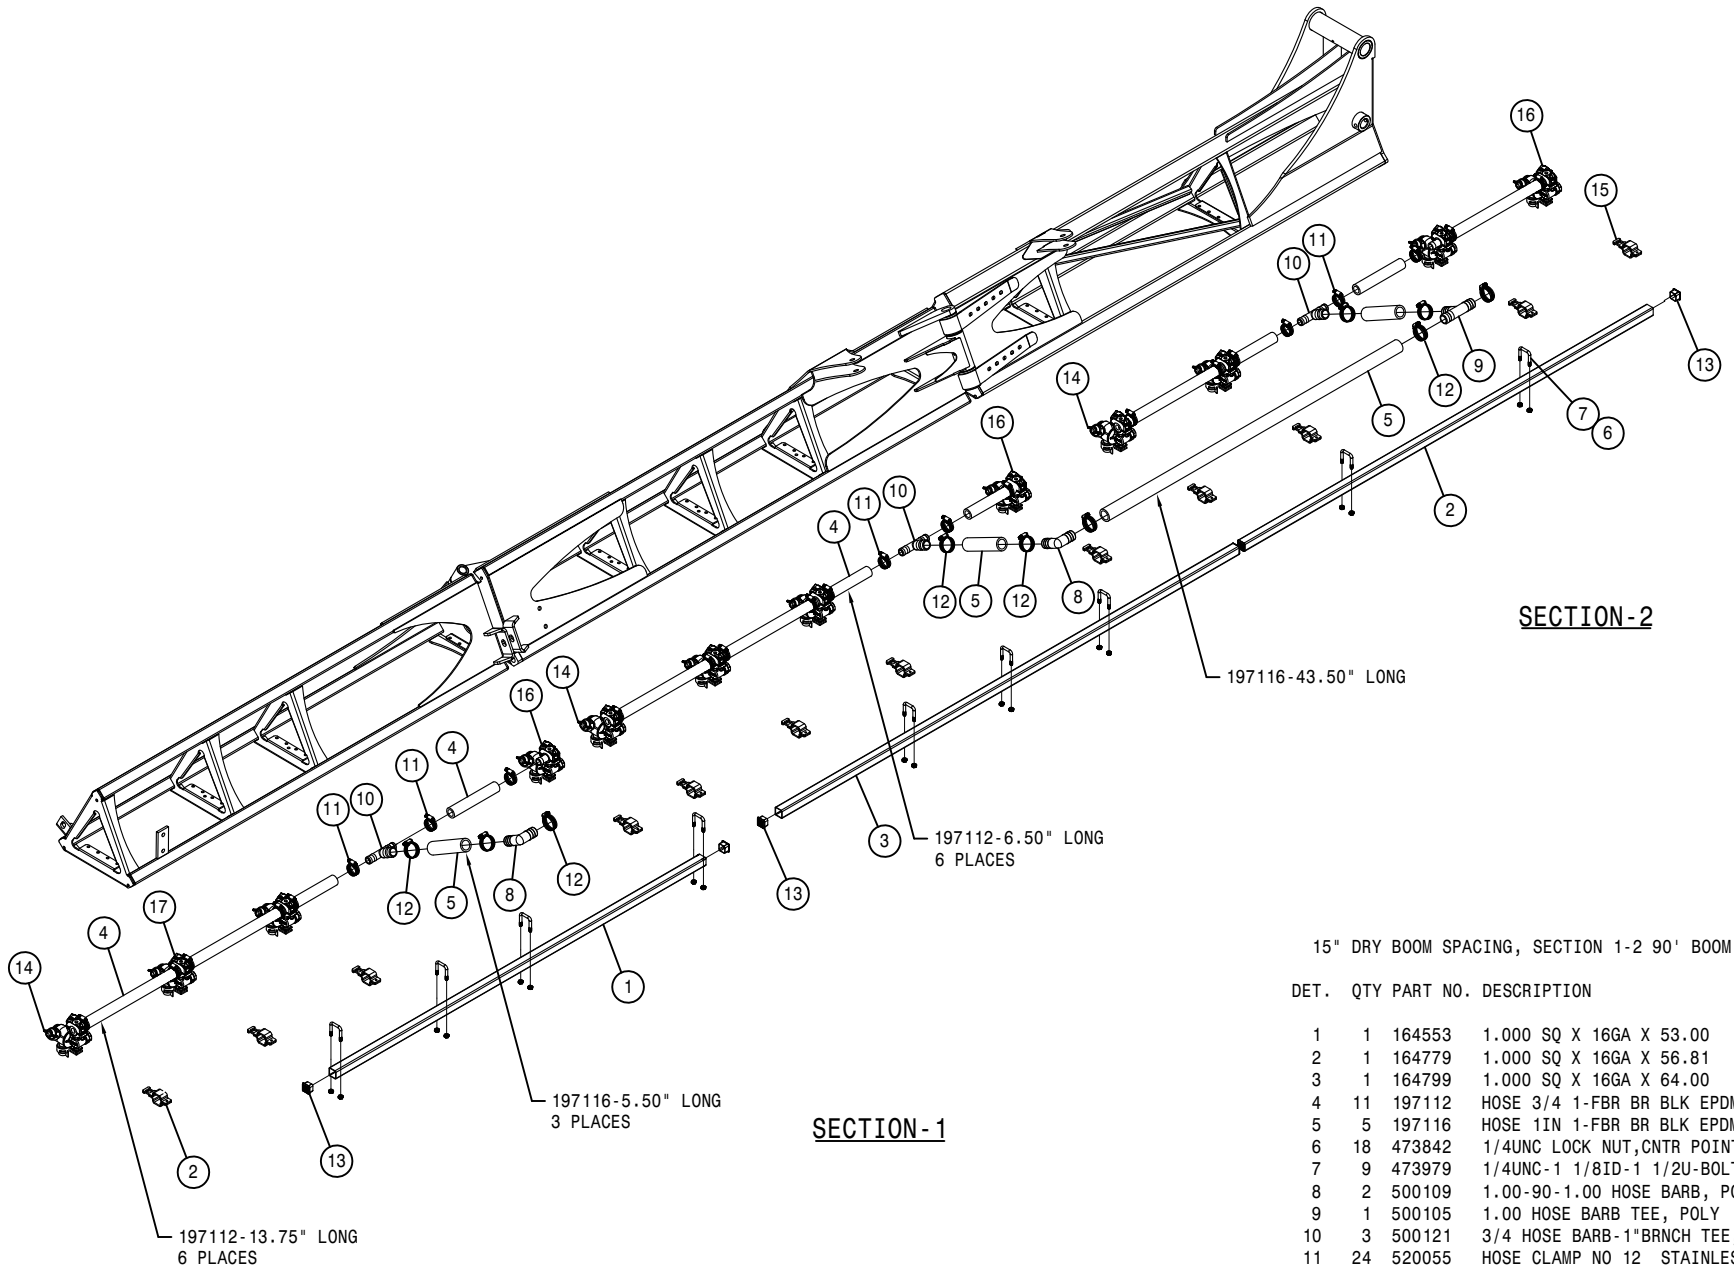 16
15
11
10
13
9
12
14
5
7
6
16
2
10
11
4
12
5
12
8
SECTION-2
197116-43.50" LONG
14
16
4
11
3
197112-6.50" LONG
6 PLACES
11
10
13
12
5
8
12
17
4
1
14
15" DRY BOOM SPACING, SECTION 1-2 90' BOOM
DET. QTY PART NO. DESCRIPTION
1 1 164553 1.000 SQ X 16GA X 53.00
2 1 164779 1.000 SQ X 16GA X 56.81
3 1 164799 1.000 SQ X 16GA X 64.00
4 11 197112 HOSE 3/4 1-FBR BR BLK EPDM
5 5 197116 HOSE 1IN 1-FBR BR BLK EPDM
6 18 473842 1/4UNC LOCK NUT,CNTR POINT
7 9 473979 1/4UNC-1 1/8ID-1 1/2U-BOLT
8 2 500109 1.00-90-1.00 HOSE BARB,
9 1 500105 1.00 HOSE BARB TEE, POLY
10 3 500121 3/4 HOSE BARB-1"BRNCH TEE
11 24 520055 HOSE CLAMP NO 12
197116-5.50" LONG
3 PLACES
SECTION-1
13
2
197112-13.75" LONG
6 PLACES